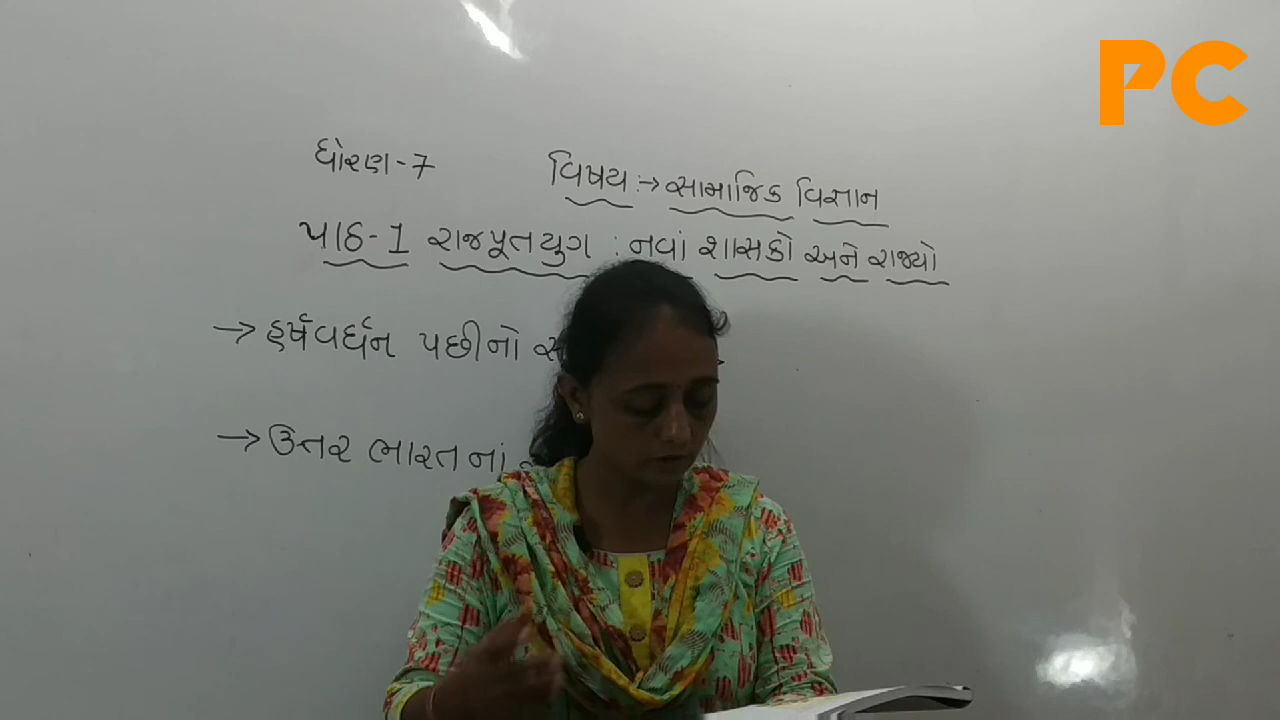 PC
ધોરણ-7 વિષય :→ સામાજિક વિજ્ઞાન
પાઠ-1 રાજપૂતયુગ : નવાં શાસકો અને રાજ્યો
→ હર્ષવર્ધન પછીનો
→ ઉત્તર ભારતનાં